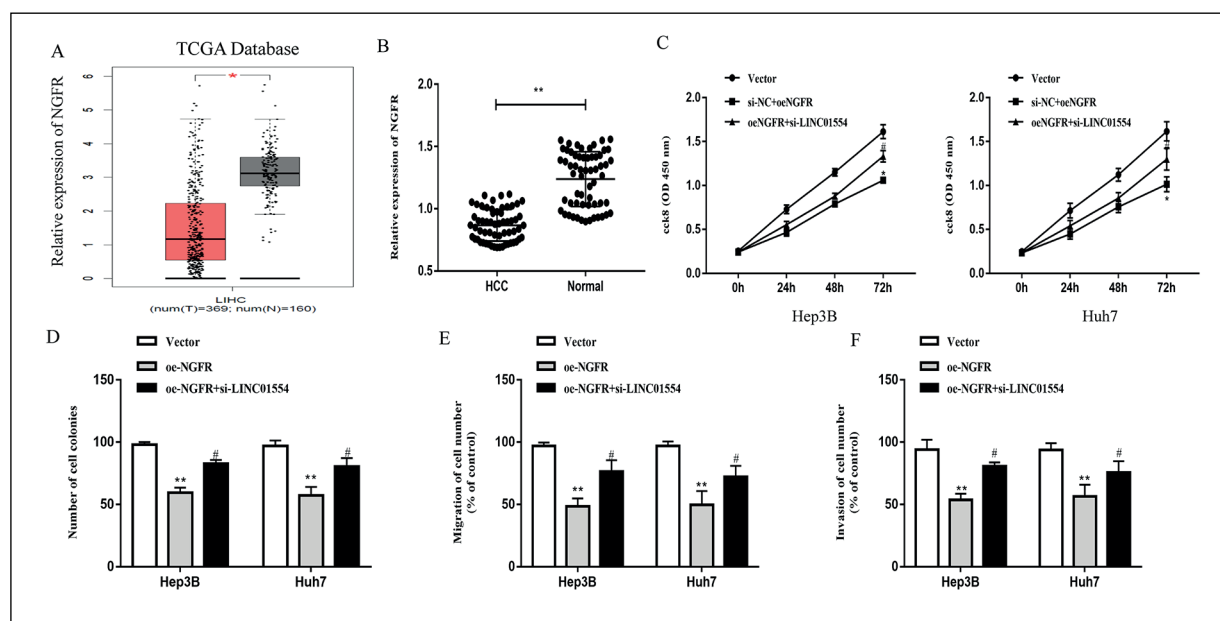 A
TCGA Database
Relative expression of NGFR
6
5
4
3
2
1
0
*
LIHC
(num(T)=369; num(N)=160)
B
Relative expression of NGFR
2.0
1.5
1.0
0.5
**
HCC Normal
C
Vector
si-NC+oeNGFR
oeNGFR+si-LINC01554
cck8 (OD 450 nm)
2.0
1.5
1.0
0.5
0.0
#
*
0h 24h 48h 72h
Hep3B
Vector
si-NC+oeNGFR
oeNGFR+si-LINC01554
cck8 (OD 450 nm)
2.0
1.5
1.0
0.5
0.0
#
*
0h 24h 48h 72h
Huh7
D
Vector
oe-NGFR
oe-NGFR+si-LINC01554
Number of cell colonies
150
100
50
0
** # ** #
Hep3B Huh7
E
Vector
oe-NGFR
oe-NGFR+si-LINC01554
Migration of cell number
(% of control)
150
100
50
0
** # ** #
Hep3B Huh7
F
Vector
oe-NGFR
oe-NGFR+si-LINC01554
Invasion of cell number
(% of control)
150
100
50
0
** # ** #
Hep3B Huh7